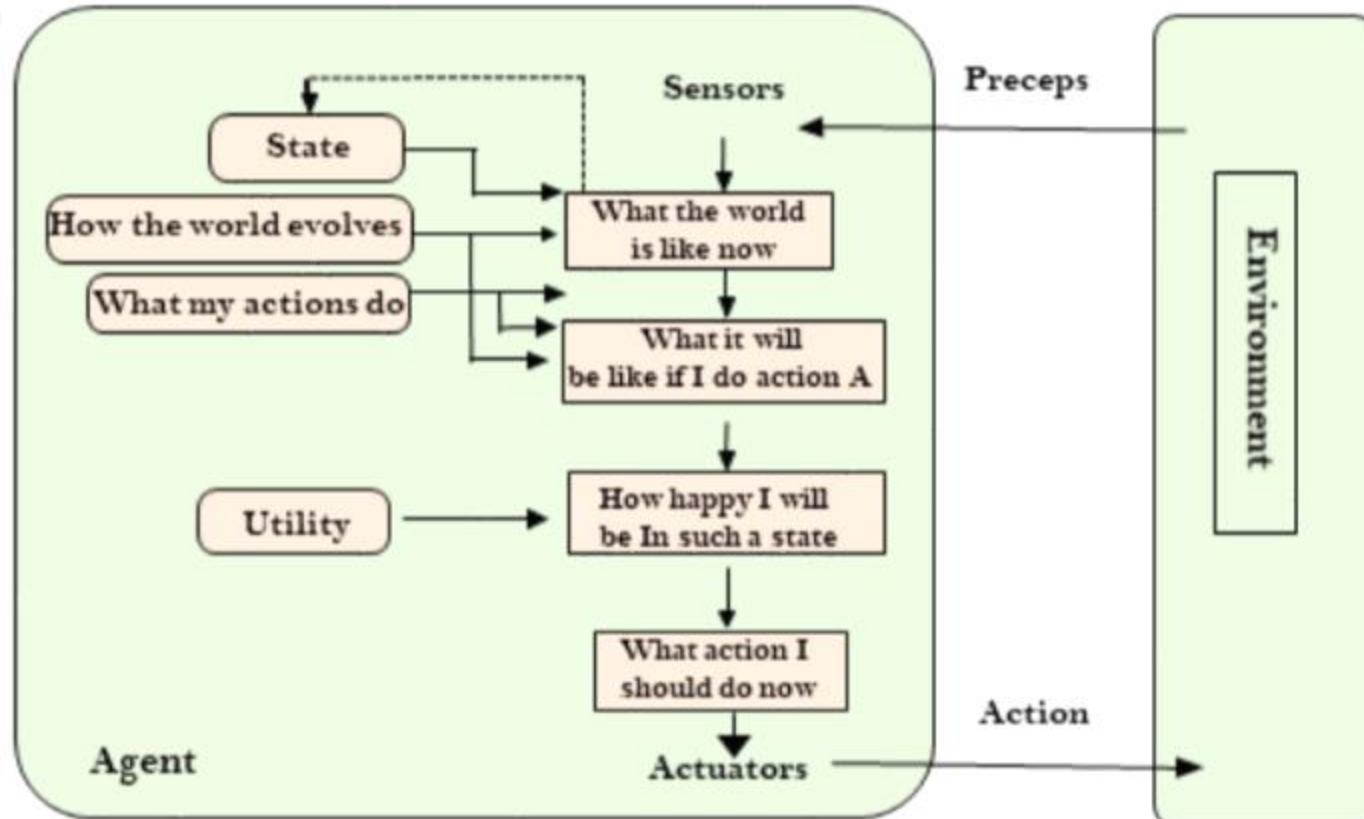 Sensors
Preceps
State
How the world evolves
What the world
is like now
What my actions do
What it will
be like if I do action A
Environment
Utility
How happy I will
be In such a state
What action I
should do now
Action
Agent
Actuators